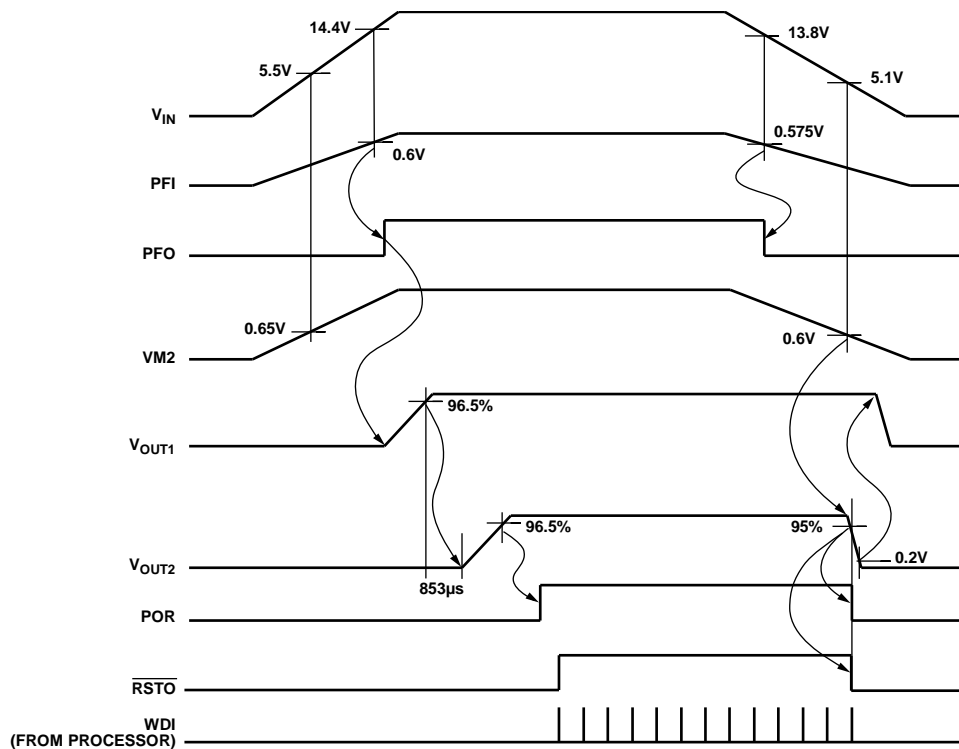 14.4V
13.8V
5.5V
5.1V
VIN
0.6V
0.575V
PFI
PFO
0.65V
0.6V
VM2
96.5%
VOUT1
96.5%
95%
0.2V
VOUT2
853µs
POR
RSTO
WDI
(FROM PROCESSOR)